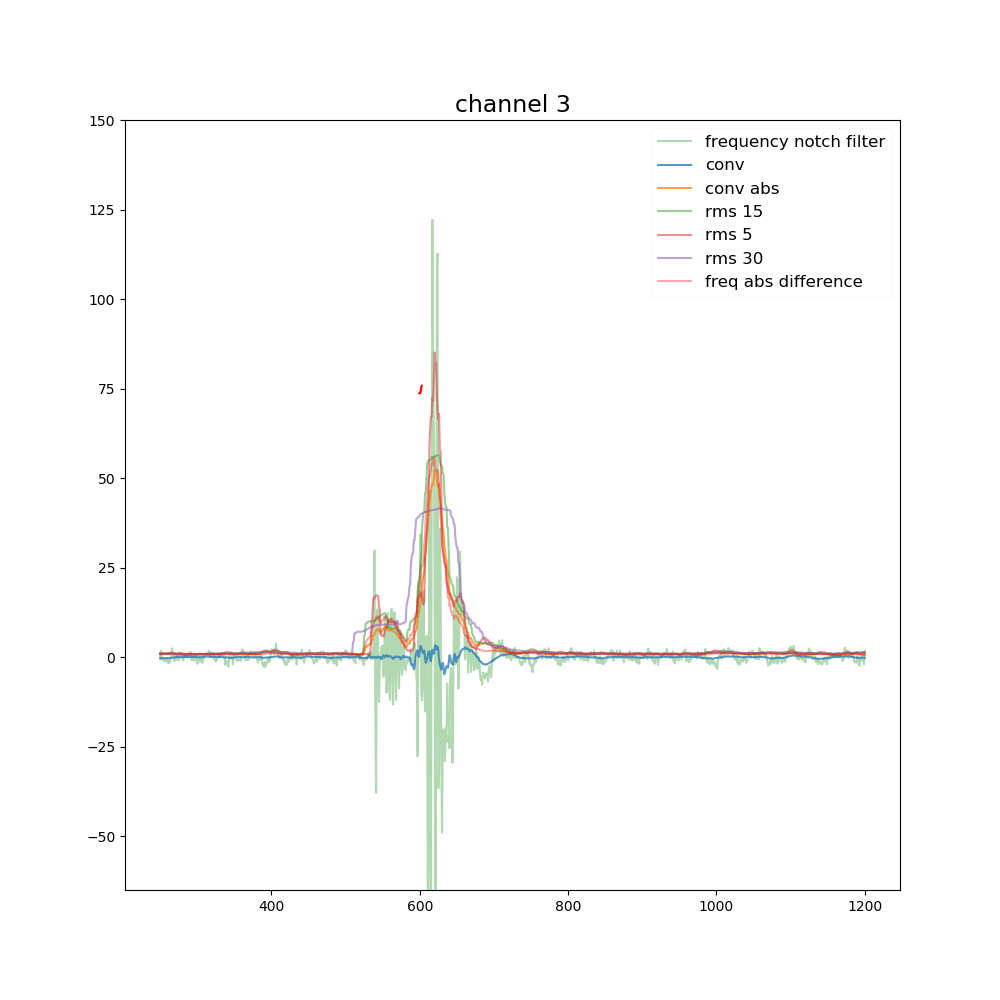 channel 3
150
125
100
75
50
25
0
−25
−50
400 600 800 1000 1200
frequency notch filter
conv
conv abs
rms 15
rms 5
rms 30
freq abs difference